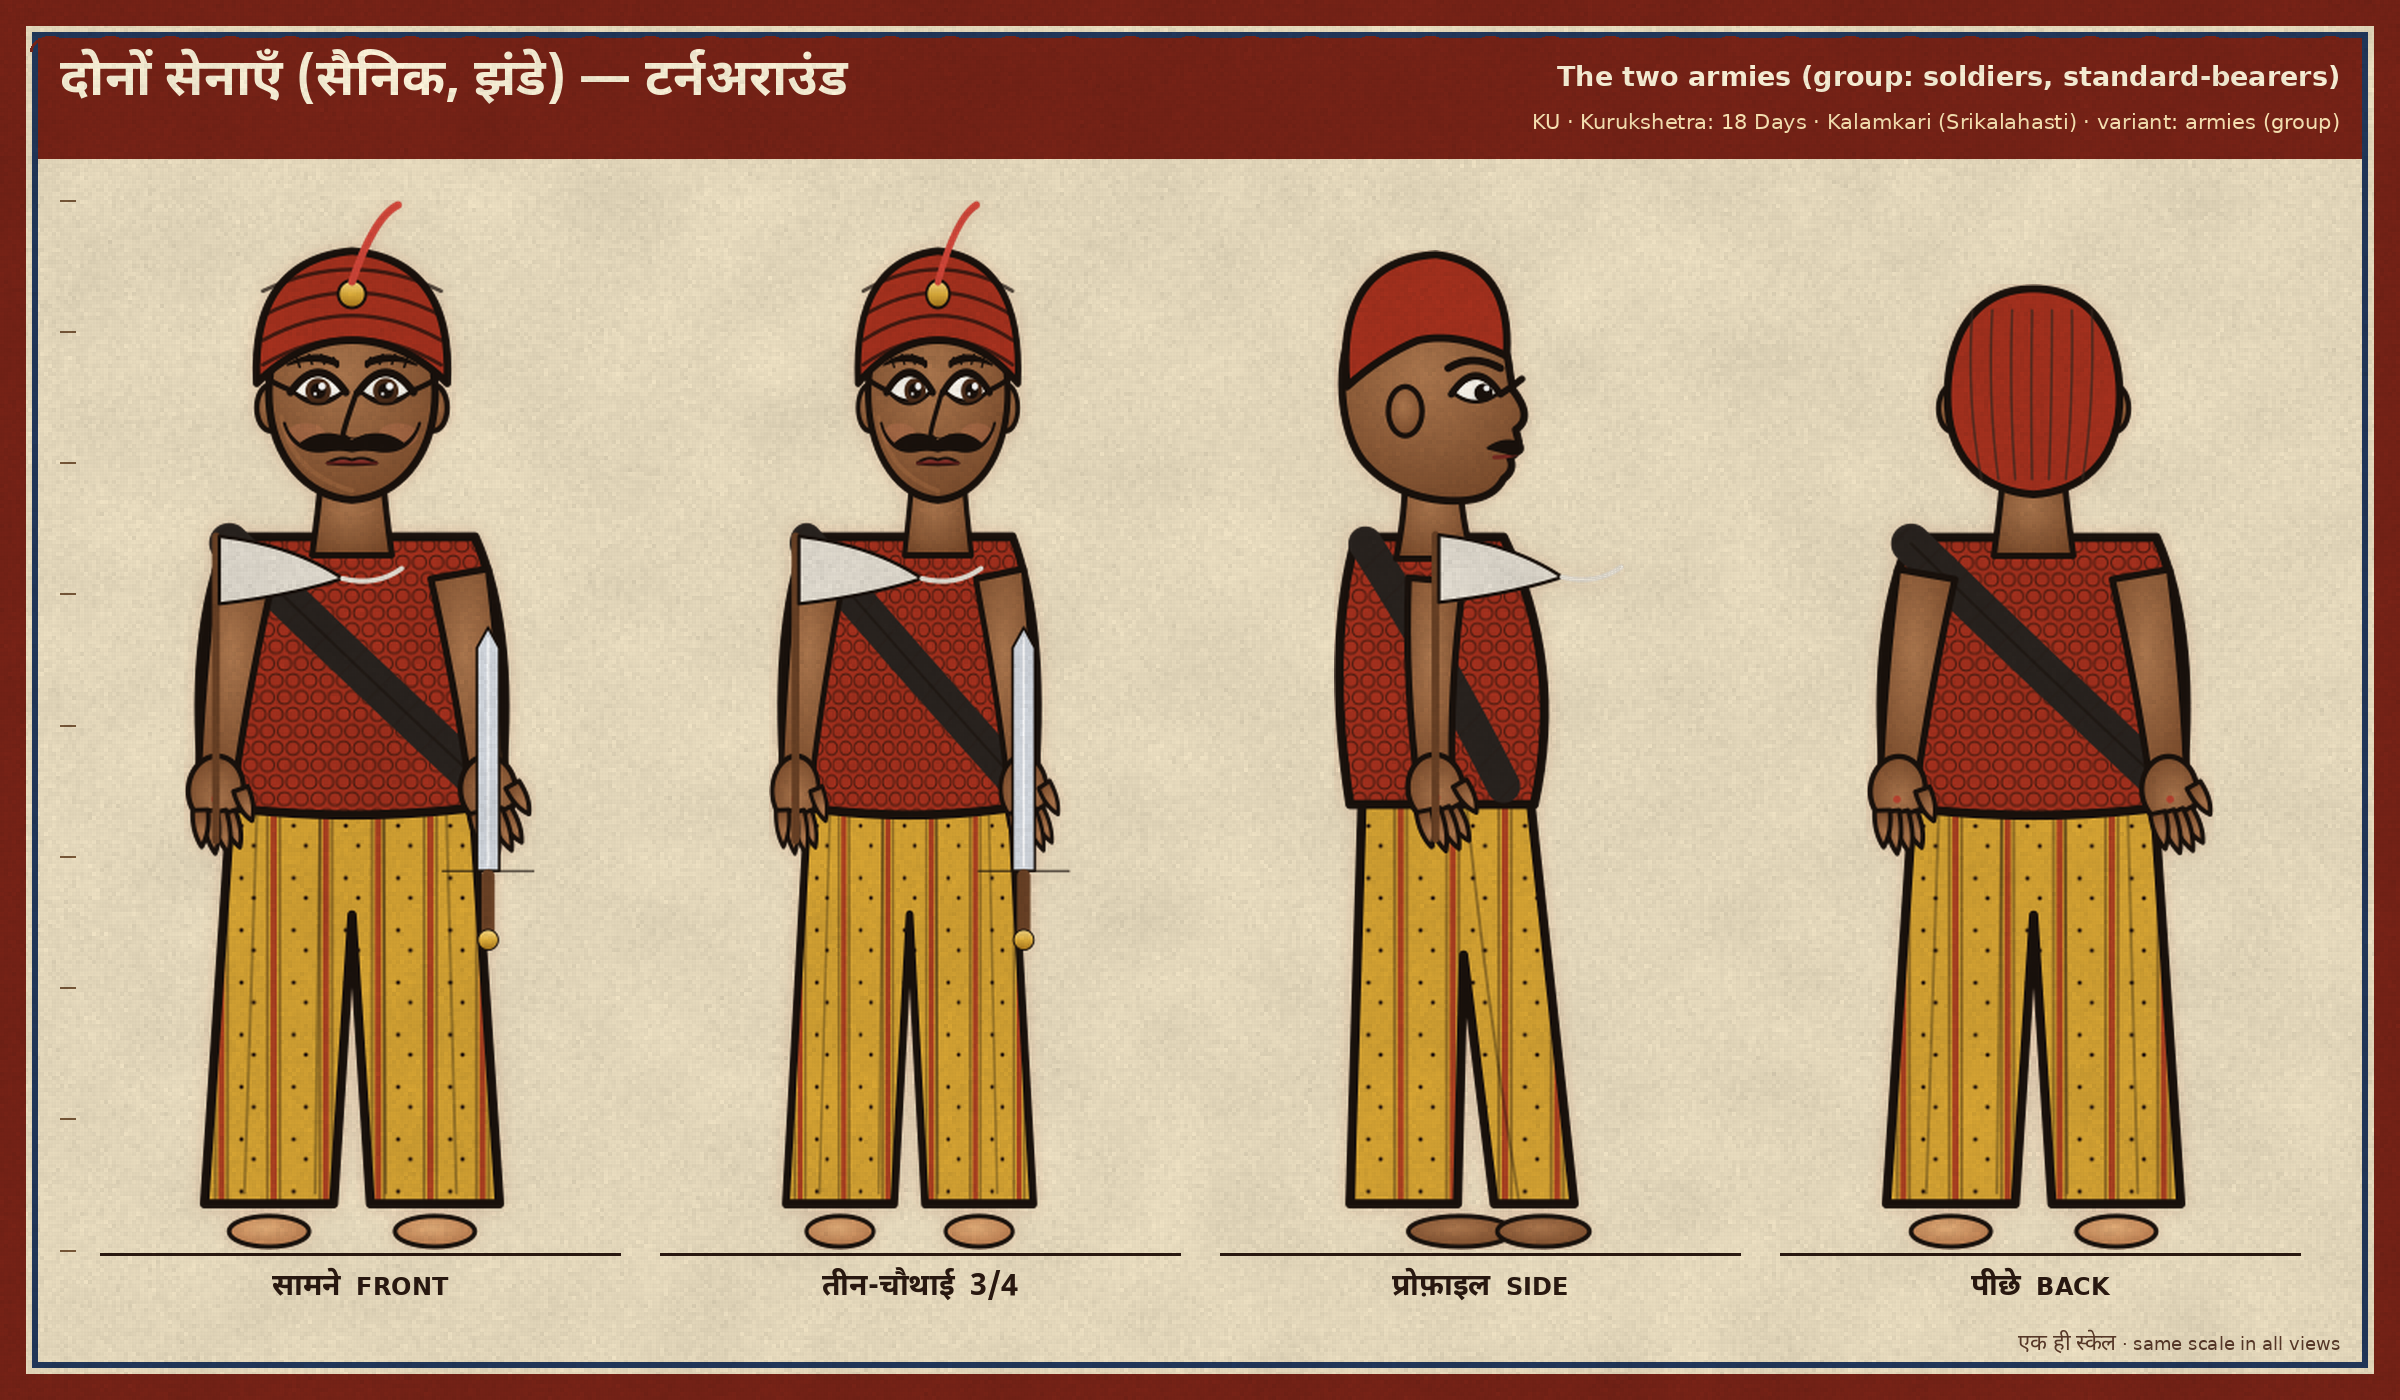 दोनों सेनाएँ (सैनिक, झंडे) — टर्नअराउंड
The two armies (group: soldiers, standard-bearers)
KU · Kurukshetra: 18 Days · Kalamkari (Srikalahasti) · variant: armies (group)
सामने FRONT
तीन-चौथाई 3/4
प्रोफ़ाइल SIDE
पीछे BACK
एक ही स्केल · same scale in all views